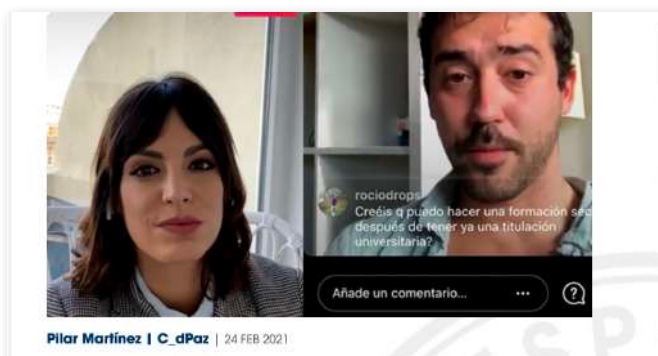 rociodrops
Creéis q puedo hacer una formación sec
después de tener ya una titulación
universitaria?
Añade un comentario...
Pilar Martínez | C_dPaz | 24 FEB 2021
S P